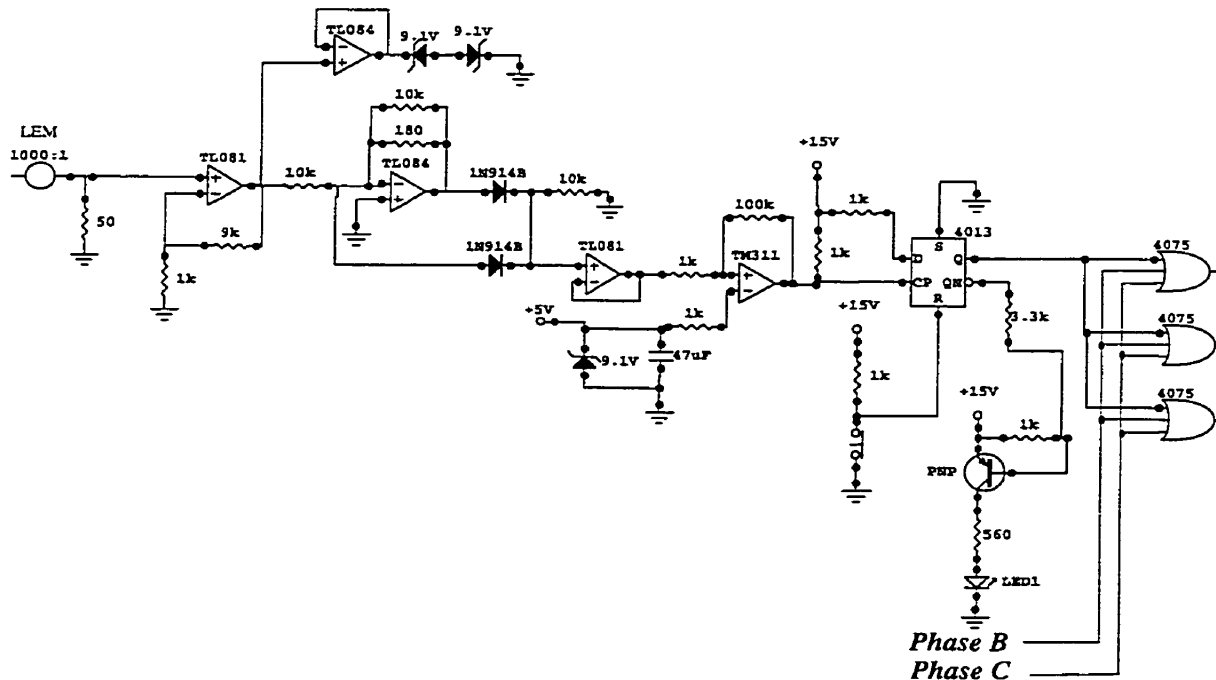 TL084
9.1V
9.1V
10k
180
LEM
1000:1
TL081
10k
TL084
1N914B
10k
50
9k
1k
1N914B
TL081
1k
100k
TM311
+5V
1k
9.1V
47uF
+15V
1k
1k
+15V
1k
4013
S
D
Q
CP
QN
R
3.3k
4075
4075
4075
+15V
1k
PNP
560
LED1
Phase B
Phase C